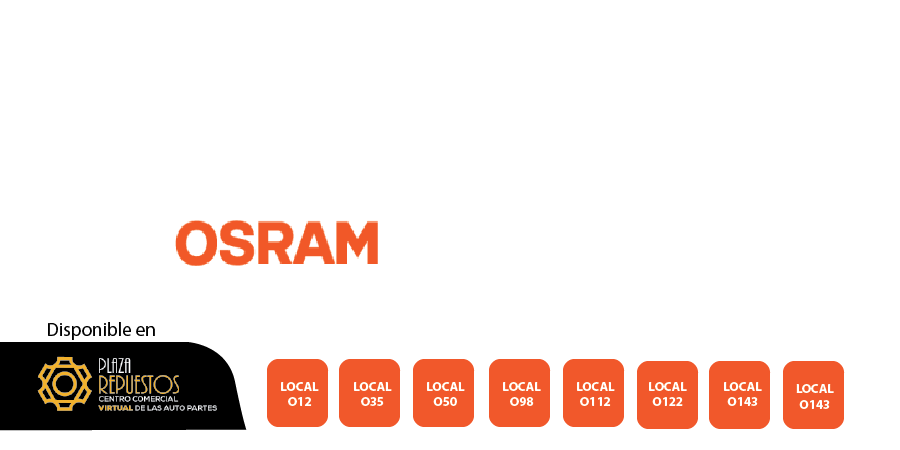 OSRAM
Disponible en
PLAZA
REPUESTOS
CENTRO COMERCIAL
VIRTUAL DE LAS AUTO PARTES
LOCAL
O12
LOCAL
O35
LOCAL
O50
LOCAL
O98
LOCAL
O112
LOCAL
O122
LOCAL
O143
LOCAL
O143